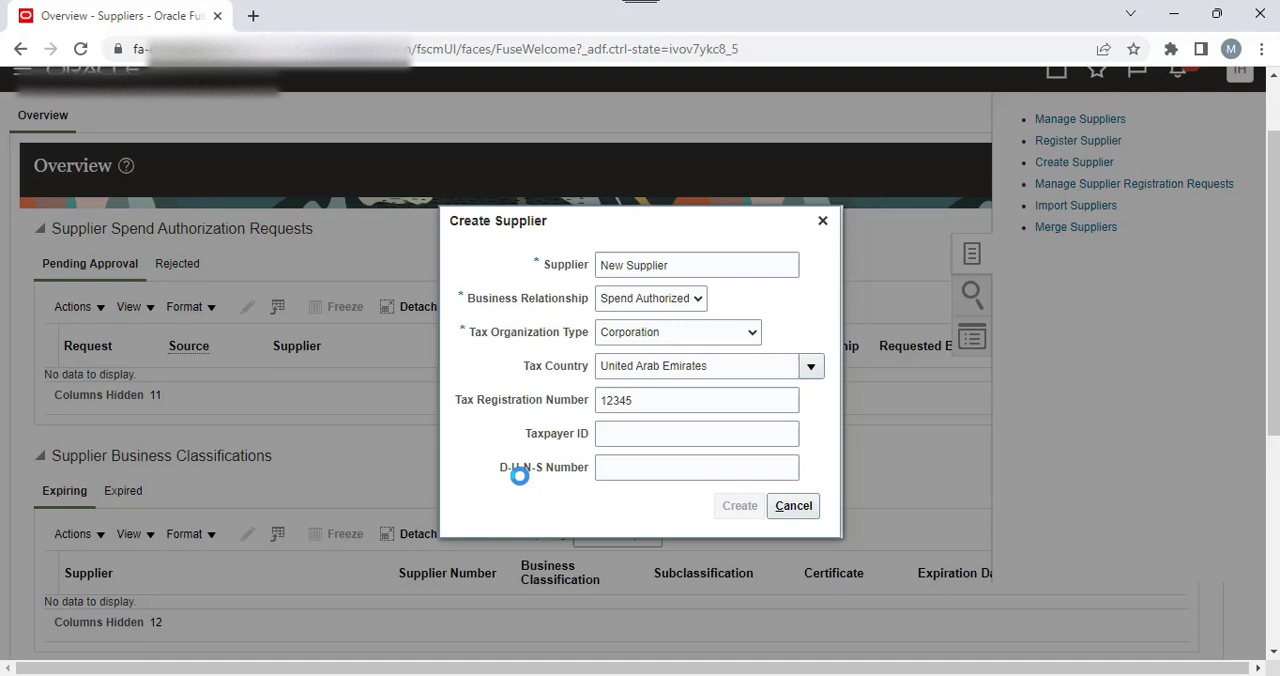 Overview - Suppliers - Oracle Fus
fa-
/fscmUI/faces/FuseWelcome?_adf.ctrl-state=ivov7ykc8_5
M
ORACLE
TH
Overview
Overview
Manage Suppliers
Register Supplier
Create Supplier
Manage Supplier Registration Requests
Import Suppliers
Merge Suppliers
Supplier Spend Authorization Requests
Pending Approval Rejected
Actions View Format Freeze Detach
Request Source Supplier Requested
No data to display.
Columns Hidden 11
Create Supplier
* Supplier New Supplier
* Business Relationship Spend Authorized
* Tax Organization Type Corporation
Tax Country United Arab Emirates
Tax Registration Number 12345
Taxpayer ID
D-U-N-S Number
Create Cancel
Supplier Business Classifications
Expiring Expired
Actions View Format Freeze Detach
Supplier Supplier Number Business Classification Subclassification Certificate Expiration Da
No data to display.
Columns Hidden 12